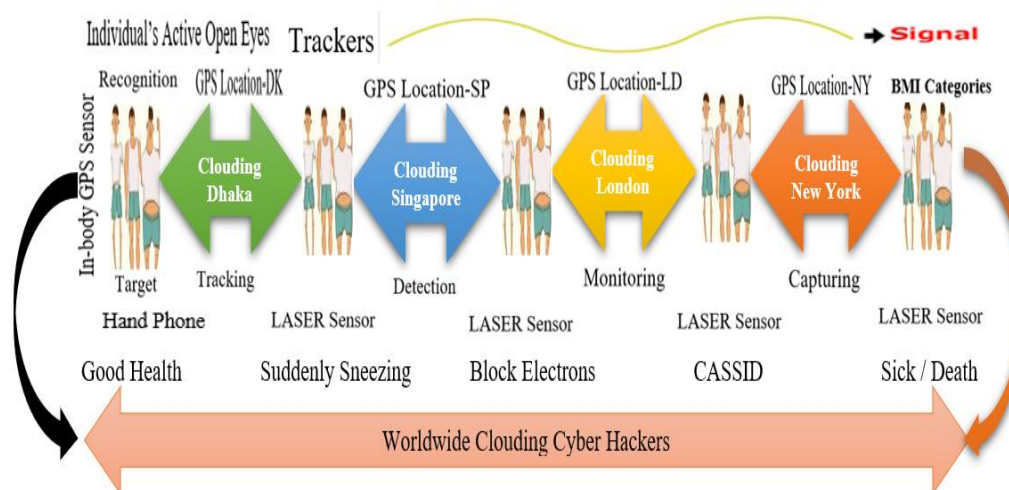 Individual's Active Open Eyes
Trackers
Signal
Recognition
GPS Location-DK
GPS Location-SP
GPS Location-LD
GPS Location-NY
BMI Categories
In-body GPS Sensor
Clouding
Dhaka
Clouding
Singapore
Clouding
London
Clouding
New York
Target
Tracking
Detection
Monitoring
Capturing
Hand Phone
LASER Sensor
LASER Sensor
LASER Sensor
LASER Sensor
Good Health
Suddenly Sneezing
Block Electrons
CASSID
Sick / Death
Worldwide Clouding Cyber Hackers